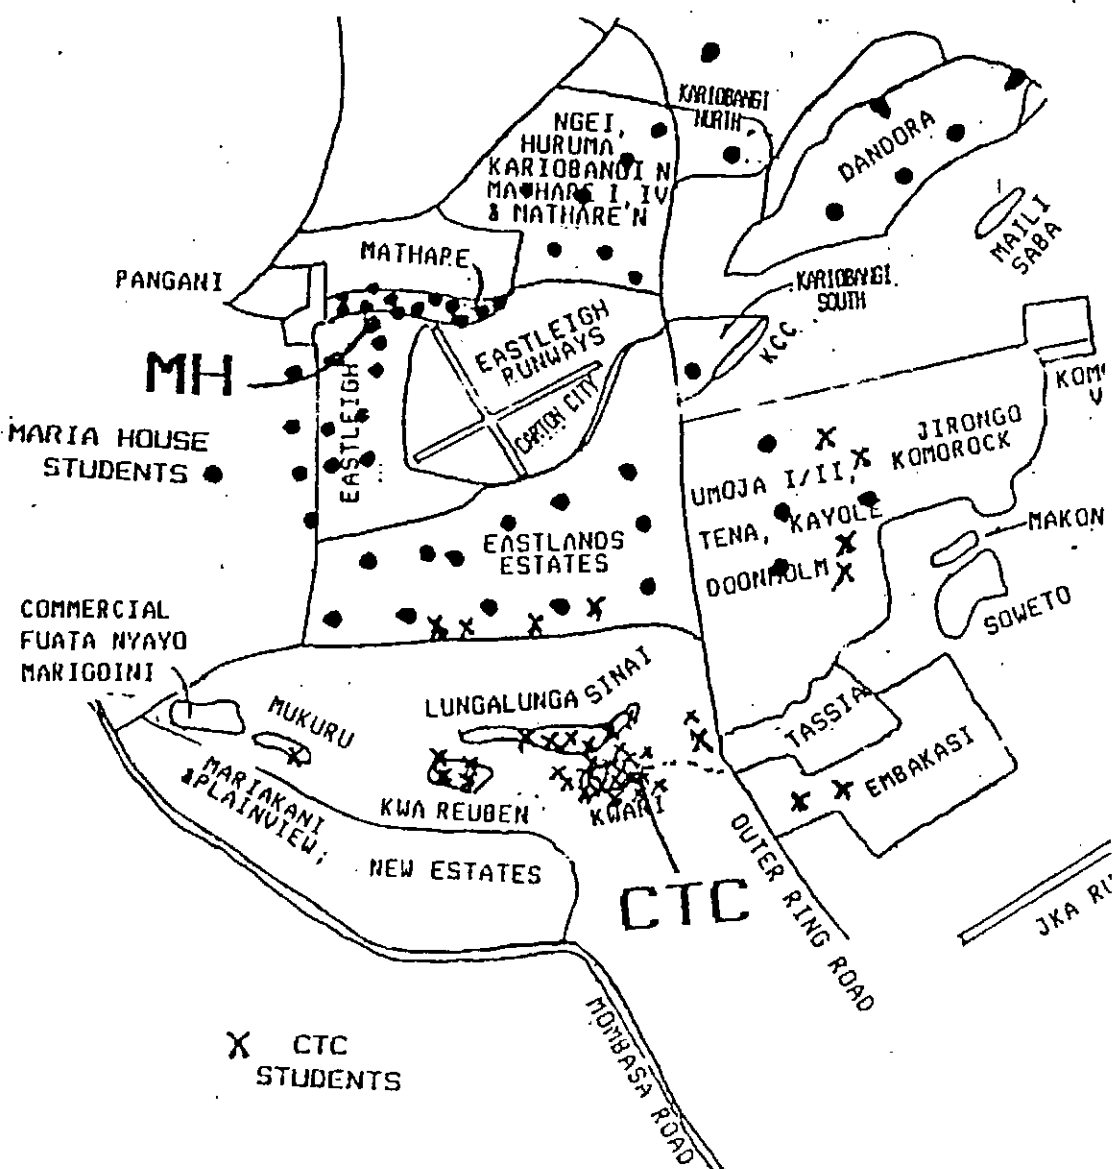 KARIOBANGI
NORTH
NGEI,
HURUMA
KARIOBANGI N
MATHARE I, IV
& MATHARE N
DANDORA
MAILI
SABA
MATHARE
PANGANI
KARIOBANGI
SOUTH
KCC
EASTLEIGH
RUNWAYS
CARTON CITY
MH
EASTLEIGH
MARIA HOUSE
STUDENTS
JIRONGO
KOMOROCK
UMOJA I/II,
TENA, KAYOLE
DOONHOLM
MAKON
SOWETO
EASTLANDS
ESTATES
COMMERCIAL
FUATA NYAYO
MARIGOINI
MUKURU
LUNGALUNGA
SINAI
TASSIA
EMBAKASI
MARIAKANI
&PLAINVIEW;
KWA REUBEN
KWARI
NEW ESTATES
CTC
OUTER RING ROAD
JKA RU
MOMBASA ROAD
X CTC
STUDENTS